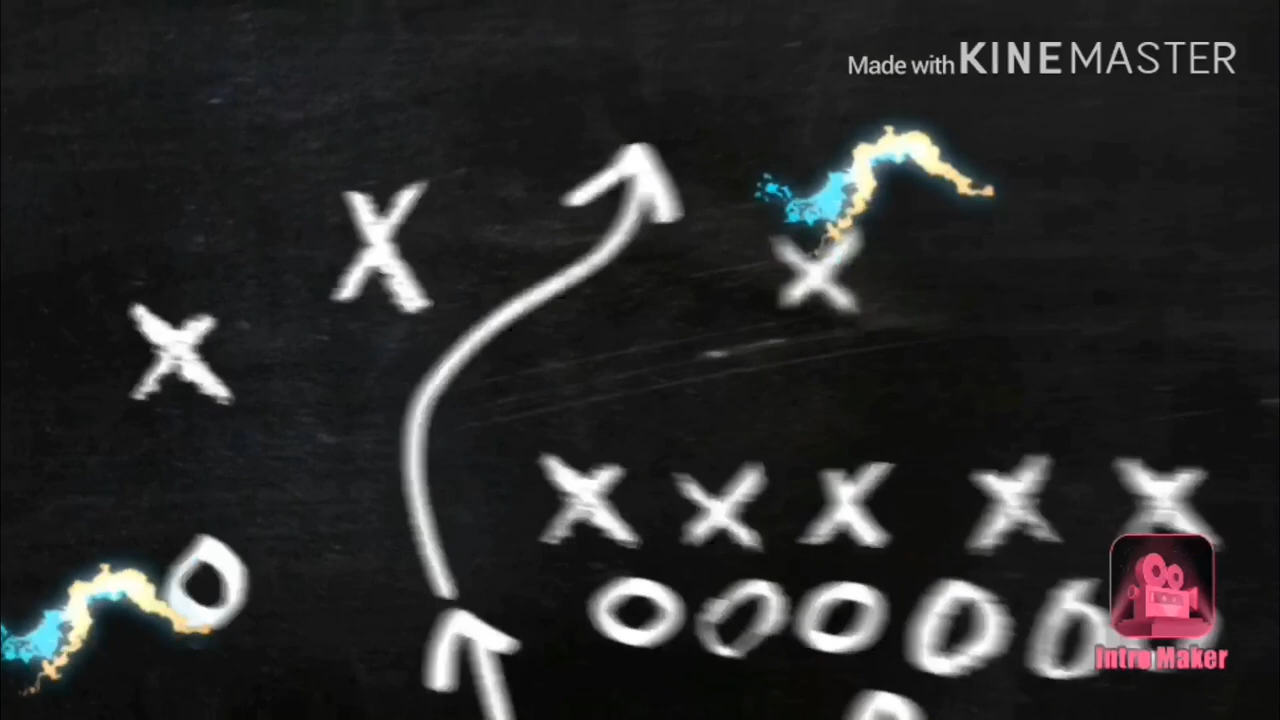 Made with KINEMASTER
X
X
X
X X X X X
O
O O O O O
Intro Maker